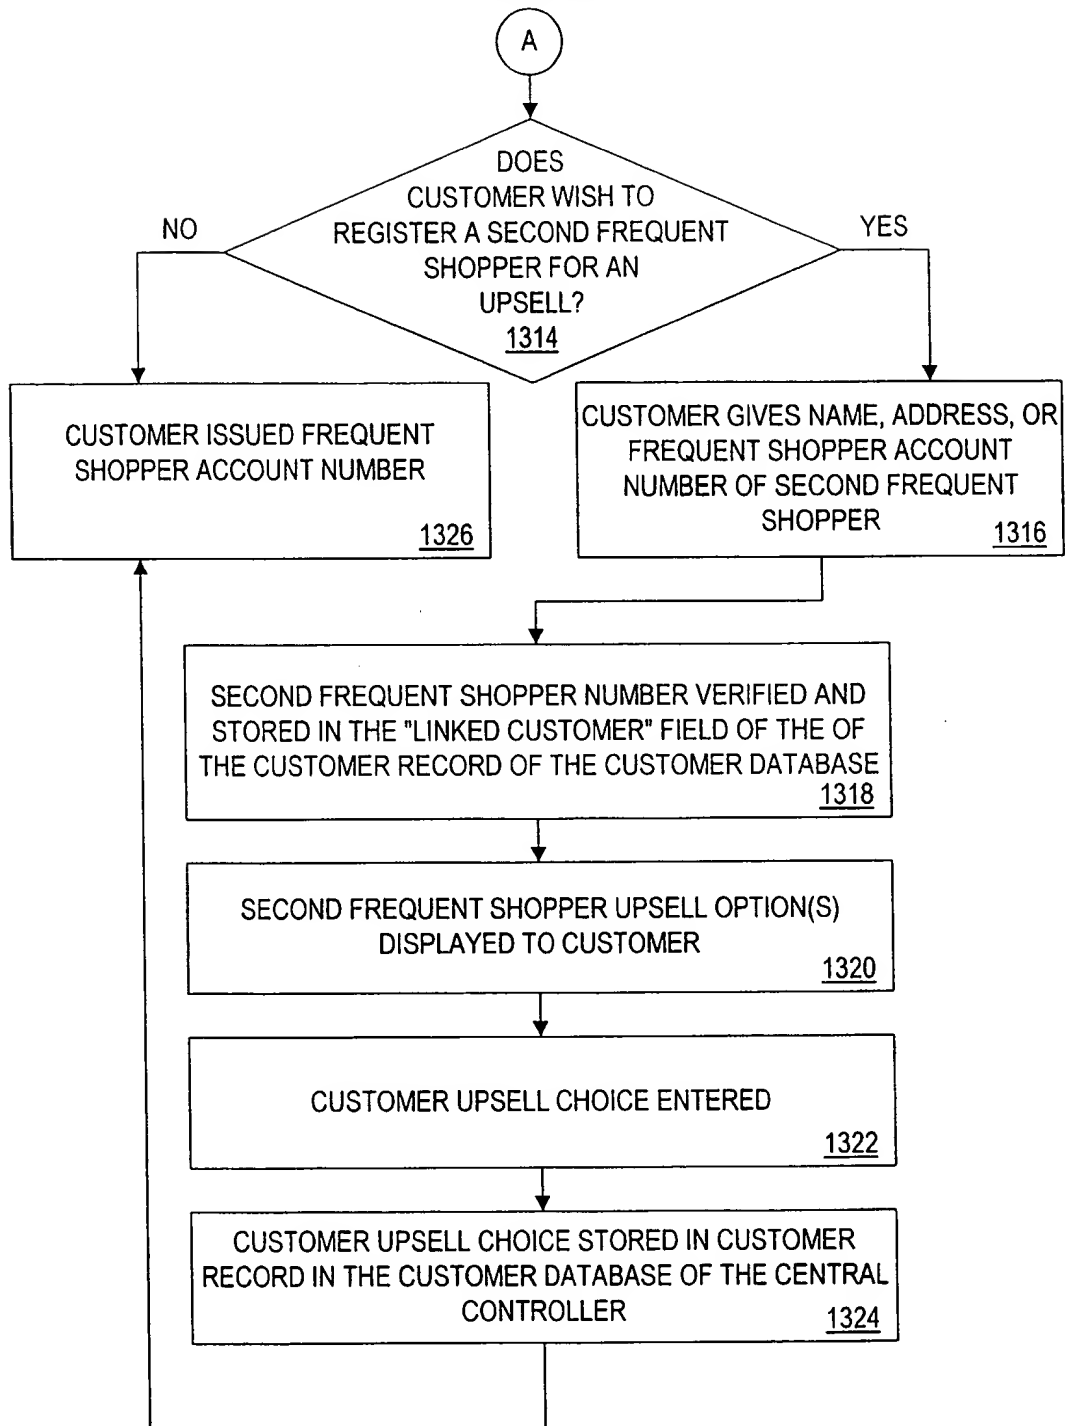 A
DOES
CUSTOMER WISH TO
REGISTER A SECOND FREQUENT
SHOPPER FOR AN
UPSELL?
1314
NO
YES
CUSTOMER ISSUED FREQUENT
SHOPPER ACCOUNT NUMBER
1326
CUSTOMER GIVES NAME, ADDRESS, OR
FREQUENT SHOPPER ACCOUNT
NUMBER OF SECOND FREQUENT
SHOPPER
1316
SECOND FREQUENT SHOPPER NUMBER VERIFIED AND
STORED IN THE "LINKED CUSTOMER" FIELD OF THE OF
THE CUSTOMER RECORD OF THE CUSTOMER DATABASE
1318
SECOND FREQUENT SHOPPER UPSELL OPTION(S)
DISPLAYED TO CUSTOMER
1320
CUSTOMER UPSELL CHOICE ENTERED
1322
CUSTOMER UPSELL CHOICE STORED IN CUSTOMER
RECORD IN THE CUSTOMER DATABASE OF THE CENTRAL
CONTROLLER
1324